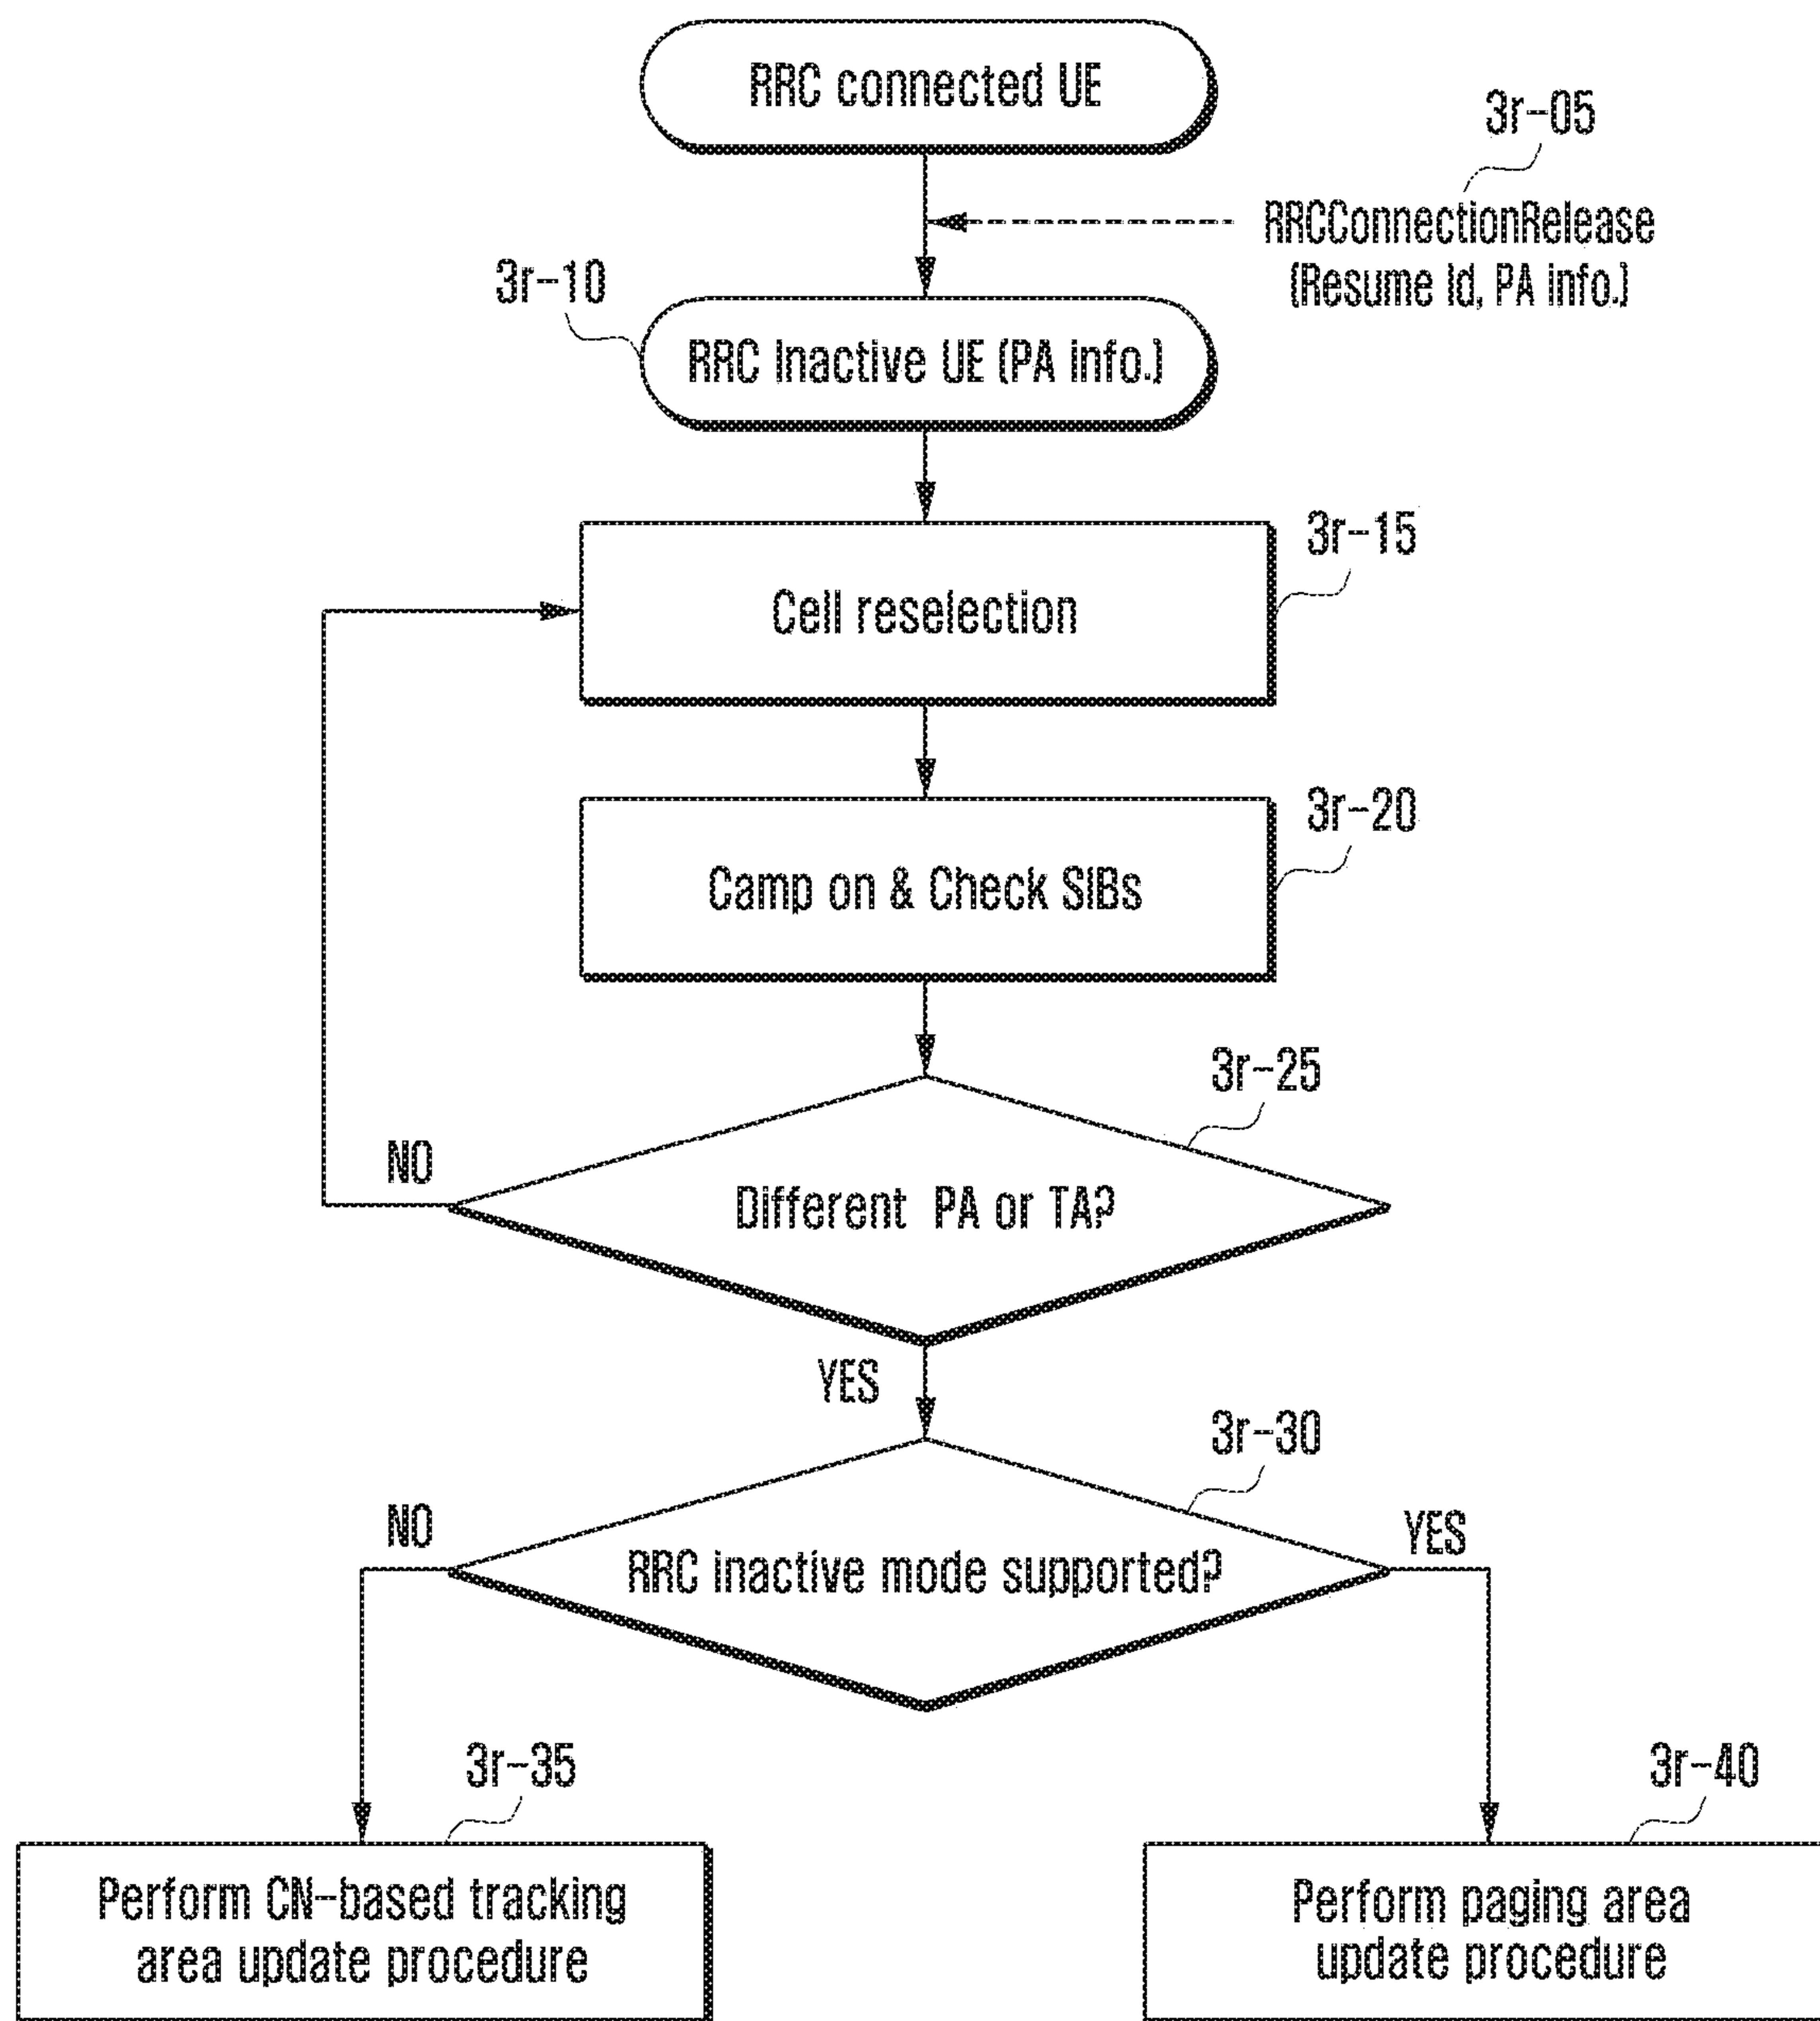 RRC connected UE
3r-05
RRCConnectionRelease
(Resume Id, PA info.)
3r-10
RRC Inactive UE (PA info.)
3r-15
Cell reselection
3r-20
Camp on & Check SIBs
3r-25
NO
Different PA or TA?
YES
3r-30
NO
YES
RRC inactive mode supported?
3r-35
3r-40
Perform CN-based tracking
area update procedure
Perform paging area
update procedure